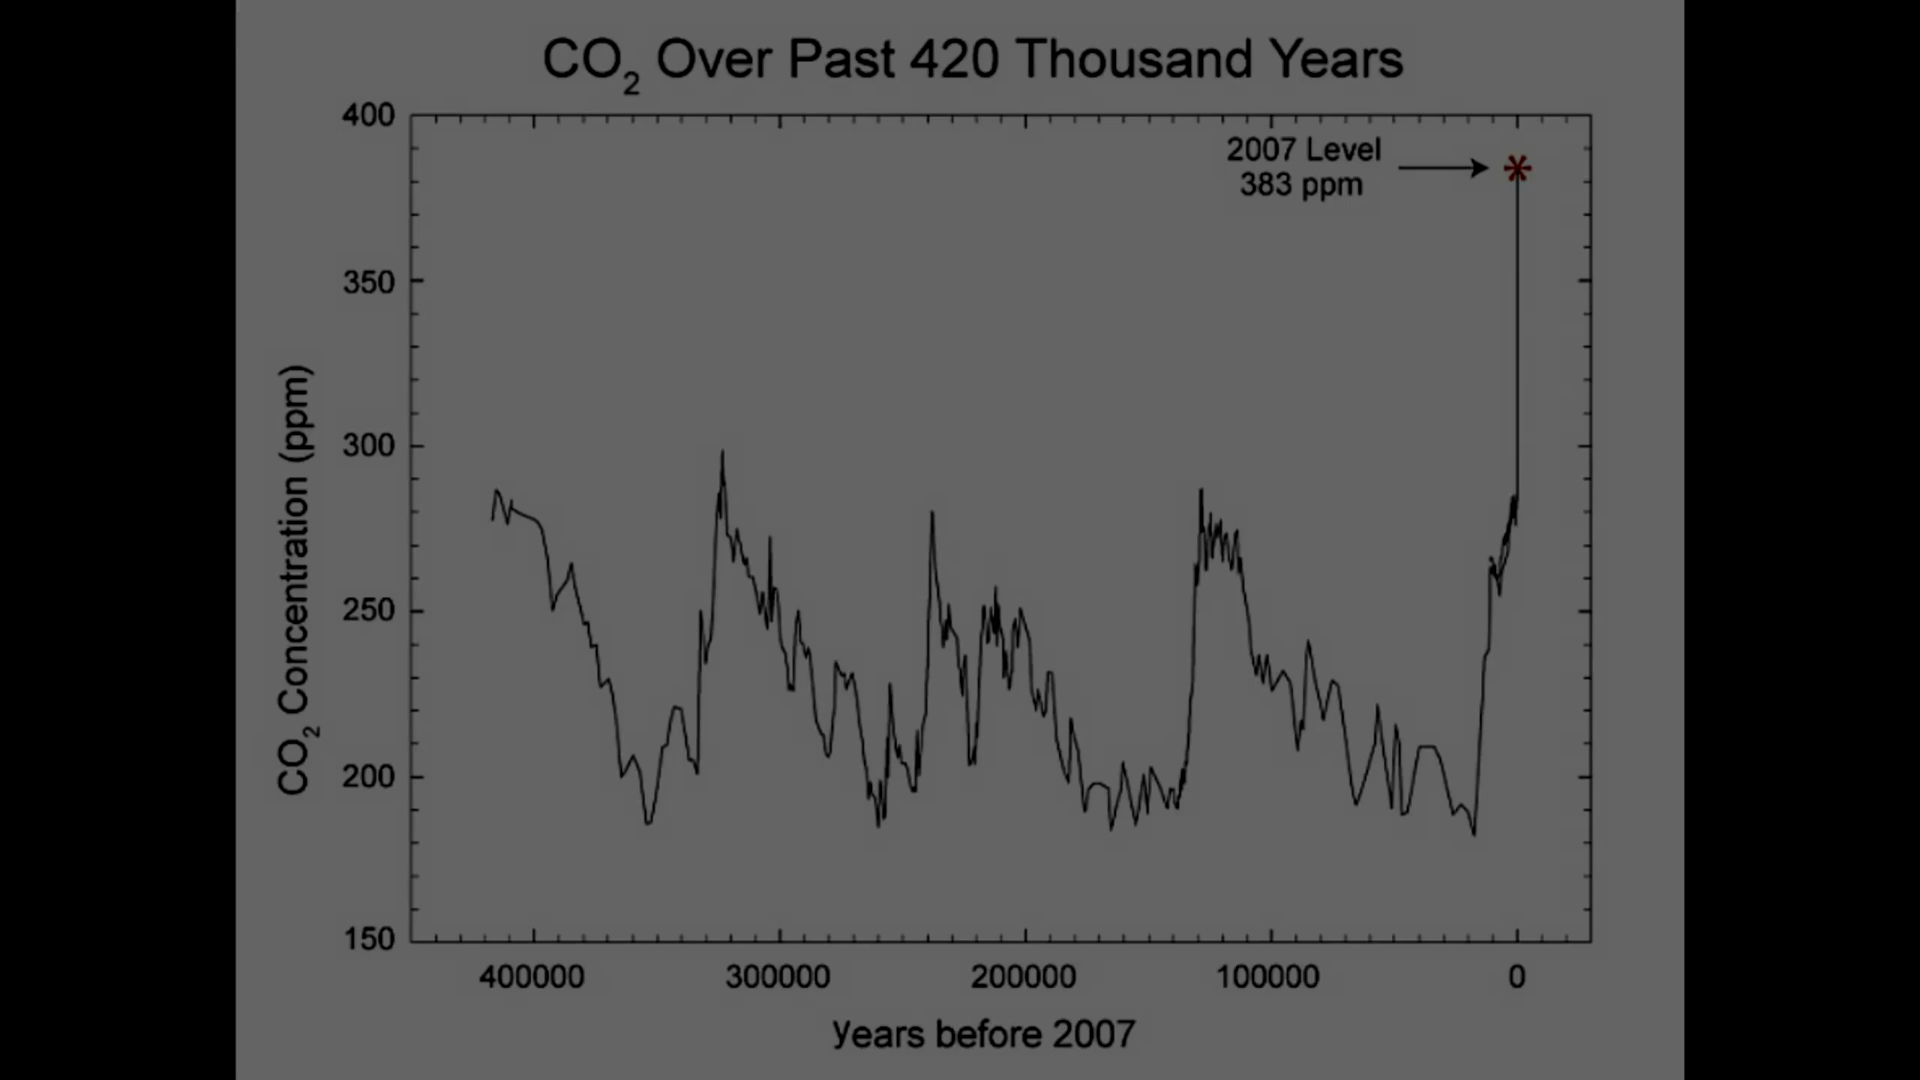 CO2 Over Past 420 Thousand Years
400
2007 Level
383 ppm
350
300
250
200
150
CO2 Concentration (ppm)
400000 300000 200000 100000 0
years before 2007